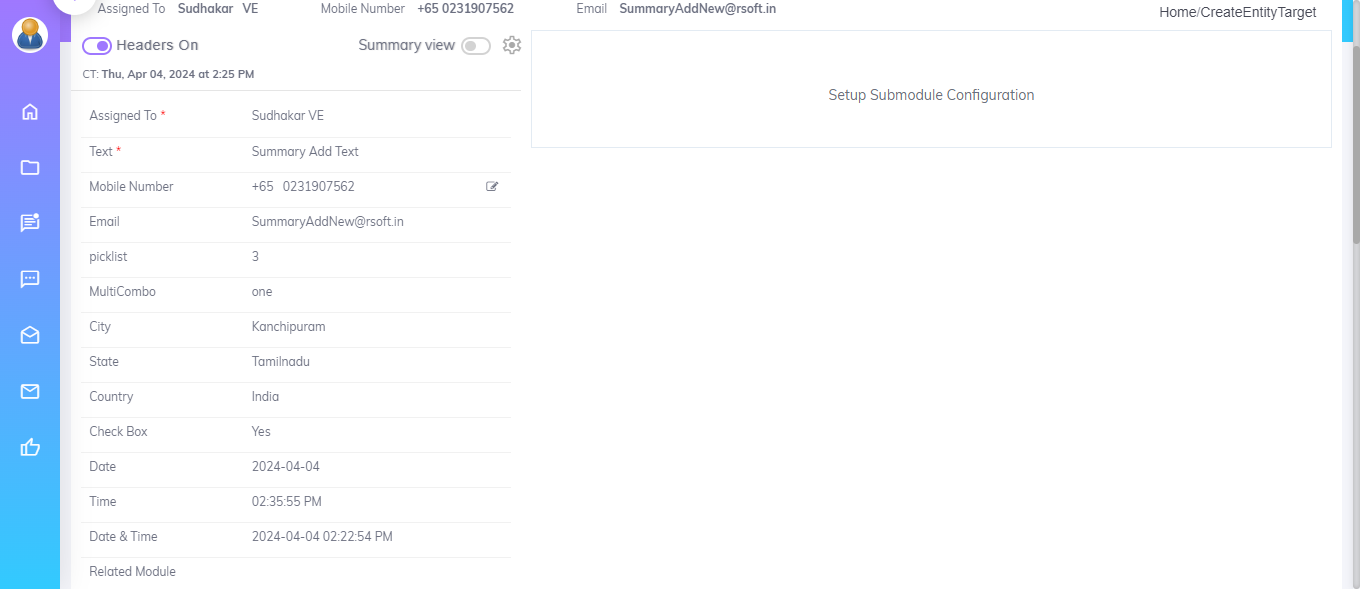 Assigned To Sudhakar VE Mobile Number +65 0231907562 Email SummaryAddNew@rsoft.in
Home/CreateEntityTarget
Headers On Summary view
CT: Thu, Apr 04, 2024 at 2:25 PM
Assigned To * Sudhakar VE
Text * Summary Add Text
Mobile Number +65 0231907562
Email SummaryAddNew@rsoft.in
picklist 3
MultiCombo one
City Kanchipuram
State Tamilnadu
Country India
Check Box Yes
Date 2024-04-04
Time 02:35:55 PM
Date & Time 2024-04-04 02:22:54 PM
Related Module
Setup Submodule Configuration